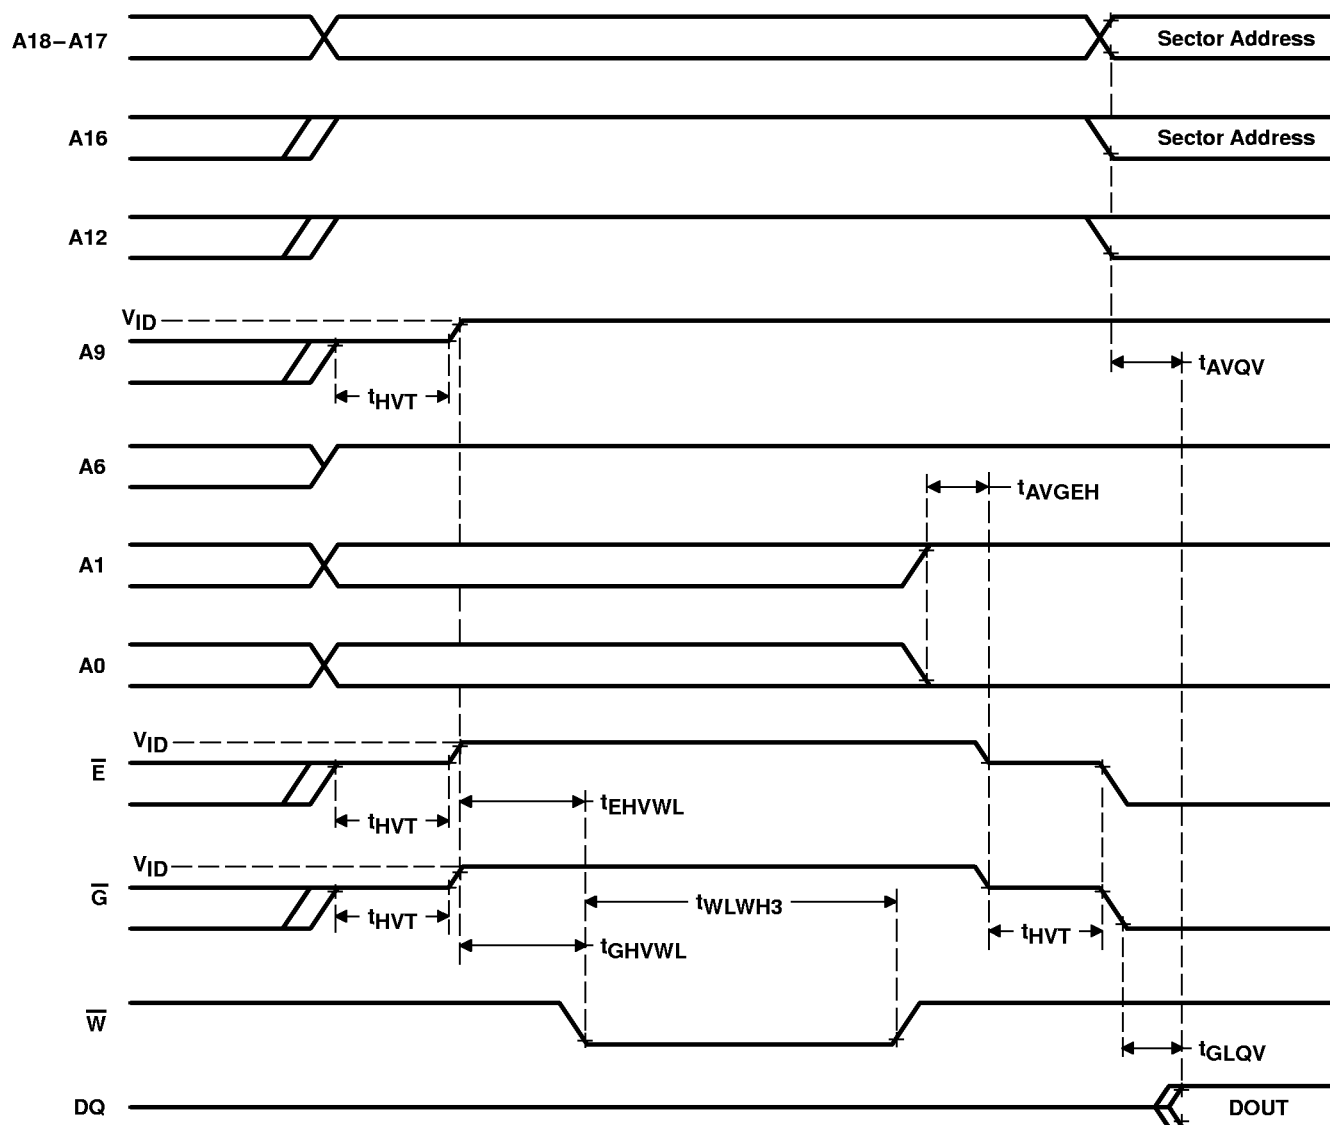 A18–A17
Sector Address
A16
Sector Address
A12
VID
A9
tAVQV
tHVT
A6
tAVGEH
A1
A0
VID
E
tEHVWL
tHVT
VID
G
tWLWH3
tHVT
tHVT
tGHVWL
W
tGLQV
DQ
DOUT